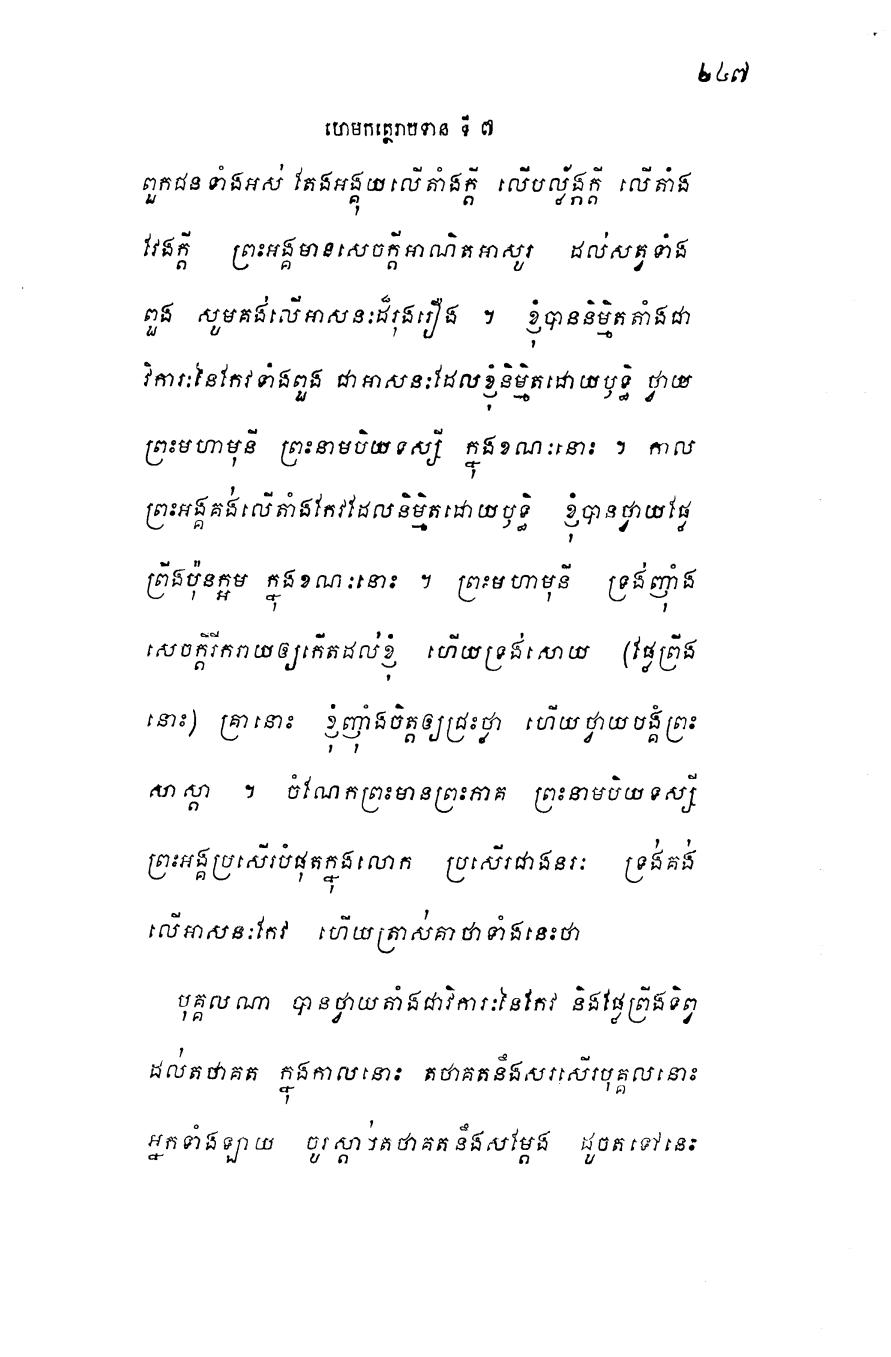 ២៤៧
ហេមកត្ថេរាបទាន ទី ៧
ពួកជនទាំងអស់ តែងអង្គុយលើតាំងក្តី លើបល្ល័ង្កក្តី លើតាំង
វែងក្តី ព្រះអង្គមានសេចក្តីអាណិតអាសូរ ដល់សត្វទាំង
ពួង សូមគង់លើអាសនៈដ៏រុងរឿង ។ ខ្ញុំបាននិម្មិតតាំងជា
វិការៈនៃកែវទាំងពួង ជាអាសនៈដែលខ្ញុំនិម្មិតដោយឫទ្ធិ ថ្វាយ
ព្រះមហាមុនី ព្រះនាមបិយទស្សី ក្នុងខណៈនោះ ។ កាល
ព្រះអង្គគង់លើតាំងកែវដែលនិម្មិតដោយឫទ្ធិ ខ្ញុំបានថ្វាយផ្លែ
ព្រីងប៉ុនក្អម ក្នុងខណៈនោះ ។ ព្រះមហាមុនី ទ្រង់ញ៉ាំង
សេចក្តីរីករាយឲ្យកើតដល់ខ្ញុំ ហើយទ្រង់សោយ (ផ្លែព្រីង
នោះ) គ្រានោះ ខ្ញុំញ៉ាំងចិត្តឲ្យជ្រះថ្លា ហើយថ្វាយបង្គំព្រះ
សាស្តា ។ ចំណែកព្រះមានព្រះភាគ ព្រះនាមបិយទស្សី
ព្រះអង្គប្រសើរបំផុតក្នុងលោក ប្រសើរជាងនរៈ ទ្រង់គង់
លើអាសនៈកែវ ហើយត្រាស់គាថាទាំងនេះថា
បុគ្គលណា បានថ្វាយតាំងជាវិការៈនៃកែវ និងផ្លែព្រីងទិព្វ
ដល់តថាគត ក្នុងកាលនោះ តថាគតនឹងសរសើរបុគ្គលនោះ
អ្នកទាំងឡាយ ចូរស្តាប់តថាគតនឹងសម្តែង ដូចតទៅនេះ